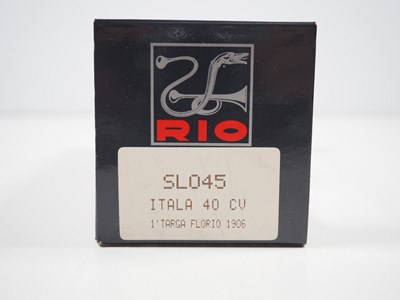 RIO
SL045
ITALA 40 CV
1'TARGA FLORIO 1906